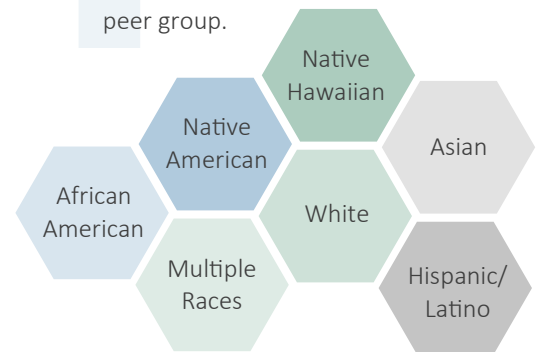 peer group.
Native
Hawaiian
Native
American
Asian
African
American
White
Multiple
Races
Hispanic/
Latino